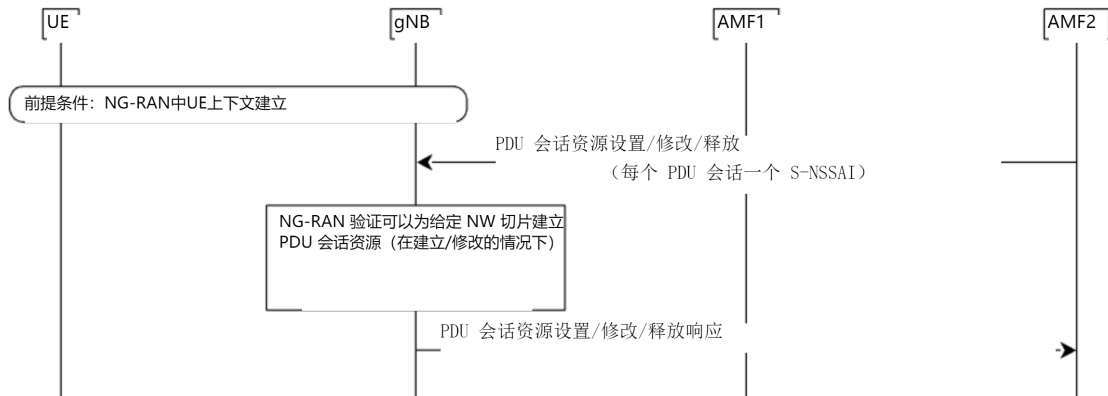 UE
gNB
AMF1
AMF2
前提条件：NG-RAN中UE上下文建立
PDU 会话资源设置/修改/释放
（每个 PDU 会话一个 S-NSSAI）
NG-RAN 验证可以为给定 NW 切片建立
PDU 会话资源（在建立/修改的情况下）
PDU 会话资源设置/修改/释放响应